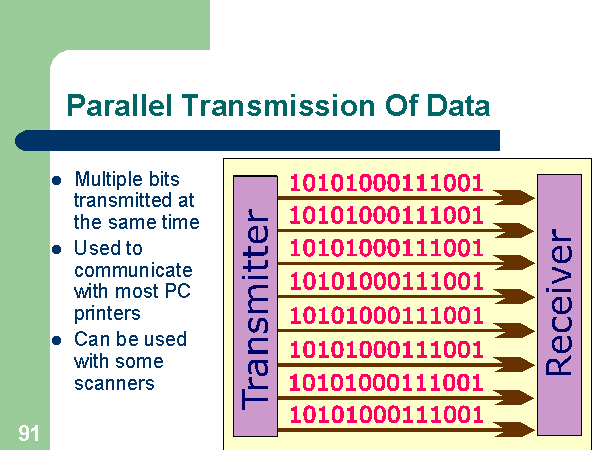 Parallel Transmission Of Data
Multiple bits
transmitted at
the same time
Used to
communicate
with most PC
printers
Can be used
with some
scanners
Transmitter
10101000111001
10101000111001
10101000111001
10101000111001
10101000111001
10101000111001
10101000111001
10101000111001
Receiver
91